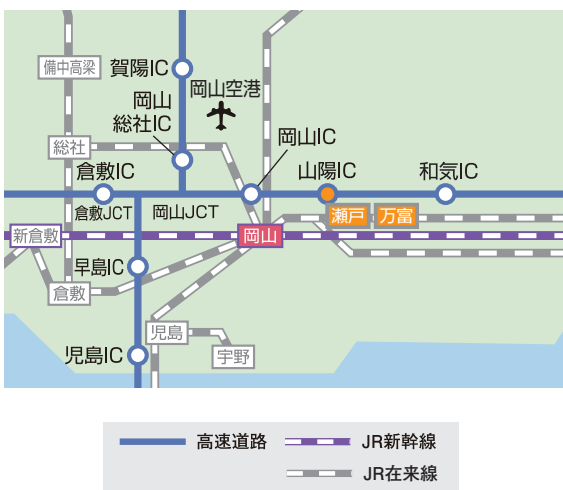 備中高梁
賀陽IC
岡山空港
岡山
総社IC
総社
岡山IC
倉敷IC
山陽IC
和気IC
倉敷JCT
岡山JCT
瀬戸
万富
新倉敷
岡山
早島IC
倉敷
児島
児島IC
宇野
高速道路
JR新幹線
JR在来線